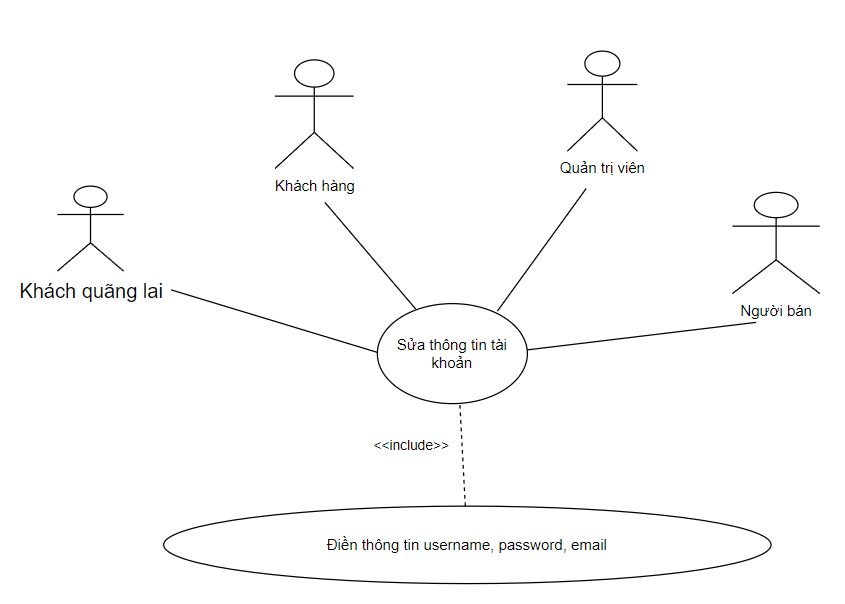 Khách hàng
Quản trị viên
Khách quãng lai
Người bán
Sửa thông tin tài
khoản
<<include>>
Điền thông tin username, password, email